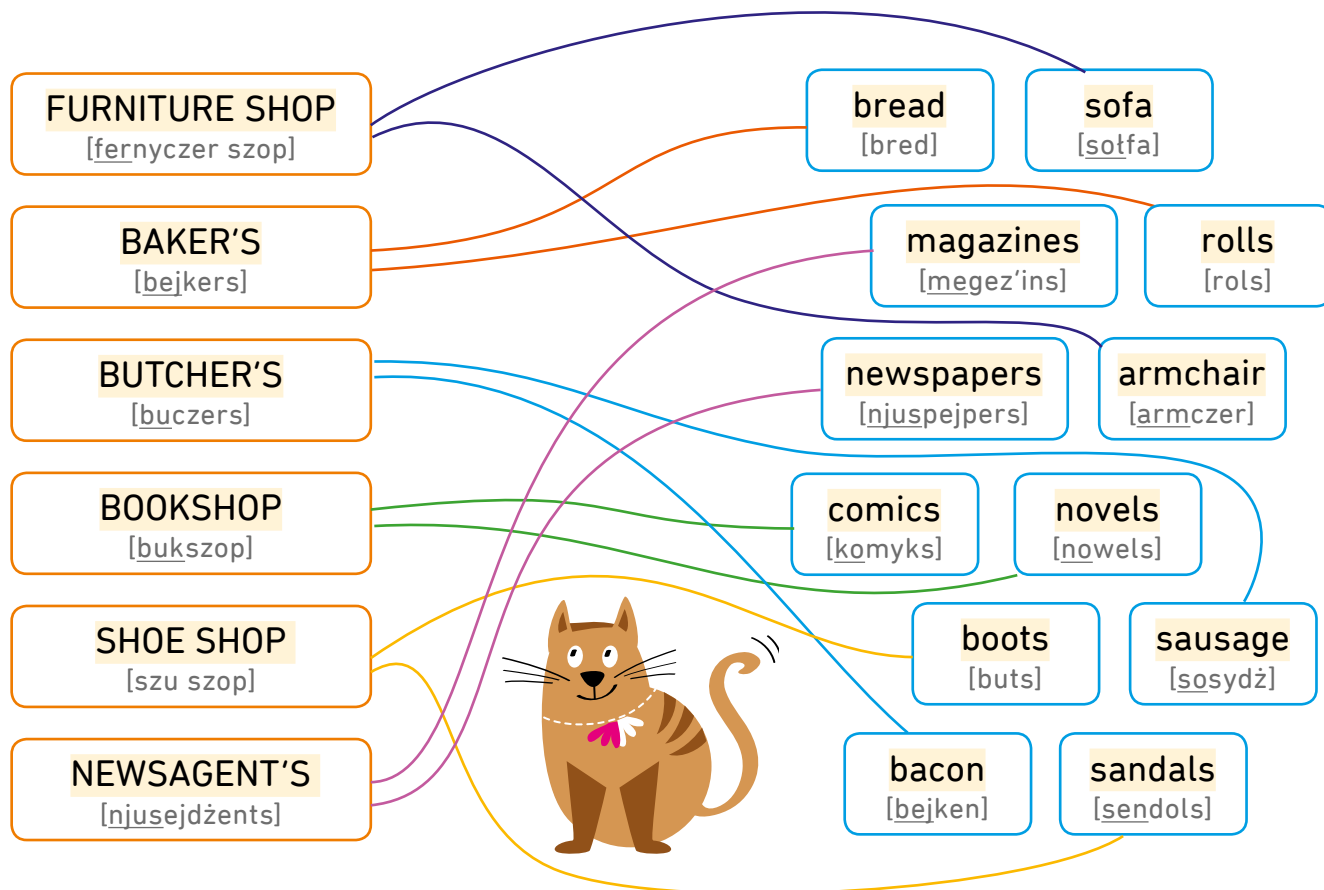 FURNITURE SHOP
[fernyczer szop]
BAKER'S
[bejkers]
BUTCHER'S
[buczers]
BOOKSHOP
[bukszop]
SHOE SHOP
[szu szop]
NEWSAGENT'S
[njusejdżents]
bread
[bred]
sofa
[sołfa]
magazines
[megez'ins]
rolls
[rols]
newspapers
[njuspejpers]
armchair
[armczer]
comics
[komyks]
novels
[nowels]
boots
[buts]
sausage
[sosydż]
bacon
[bejken]
sandals
[sendols]